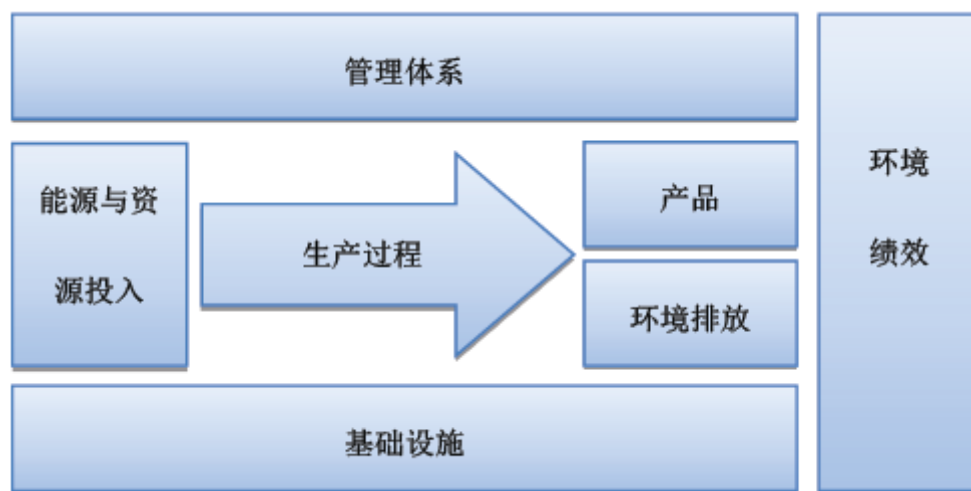 管理体系
能源与资
源投入
生产过程
产品
环境排放
基础设施
环境
绩效